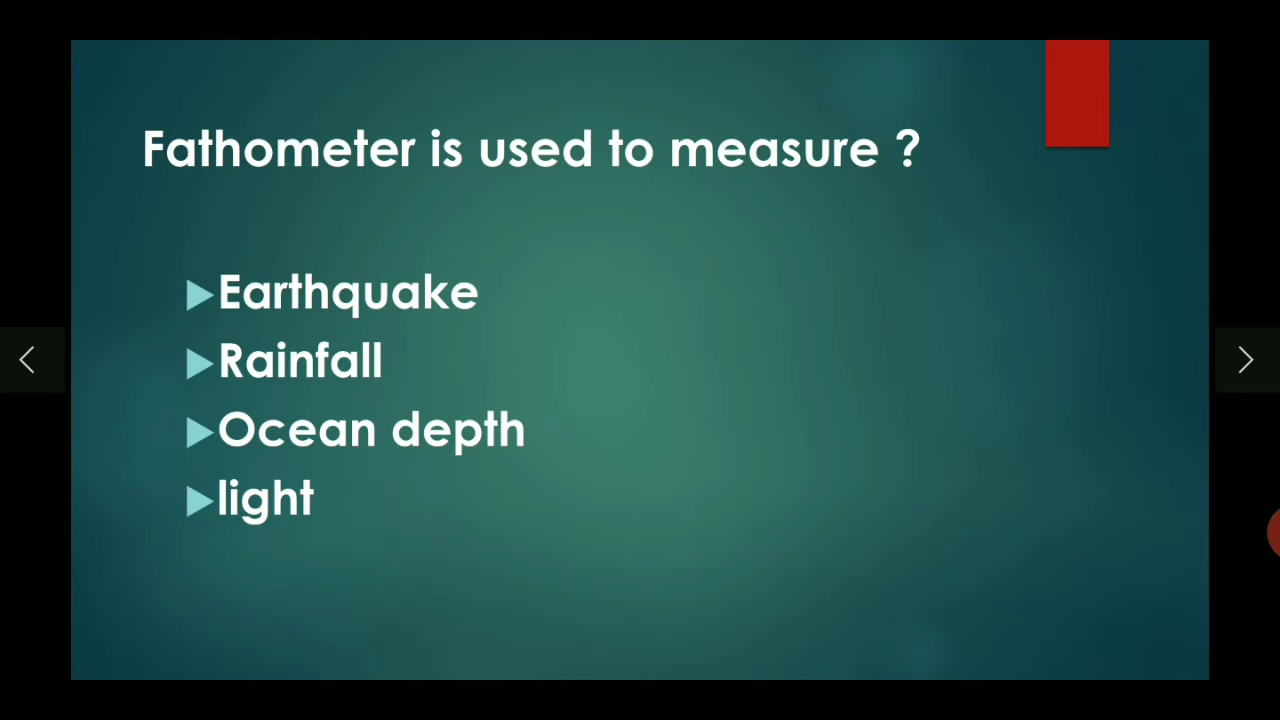 Fathometer is used to measure ?
Earthquake
Rainfall
Ocean depth
light